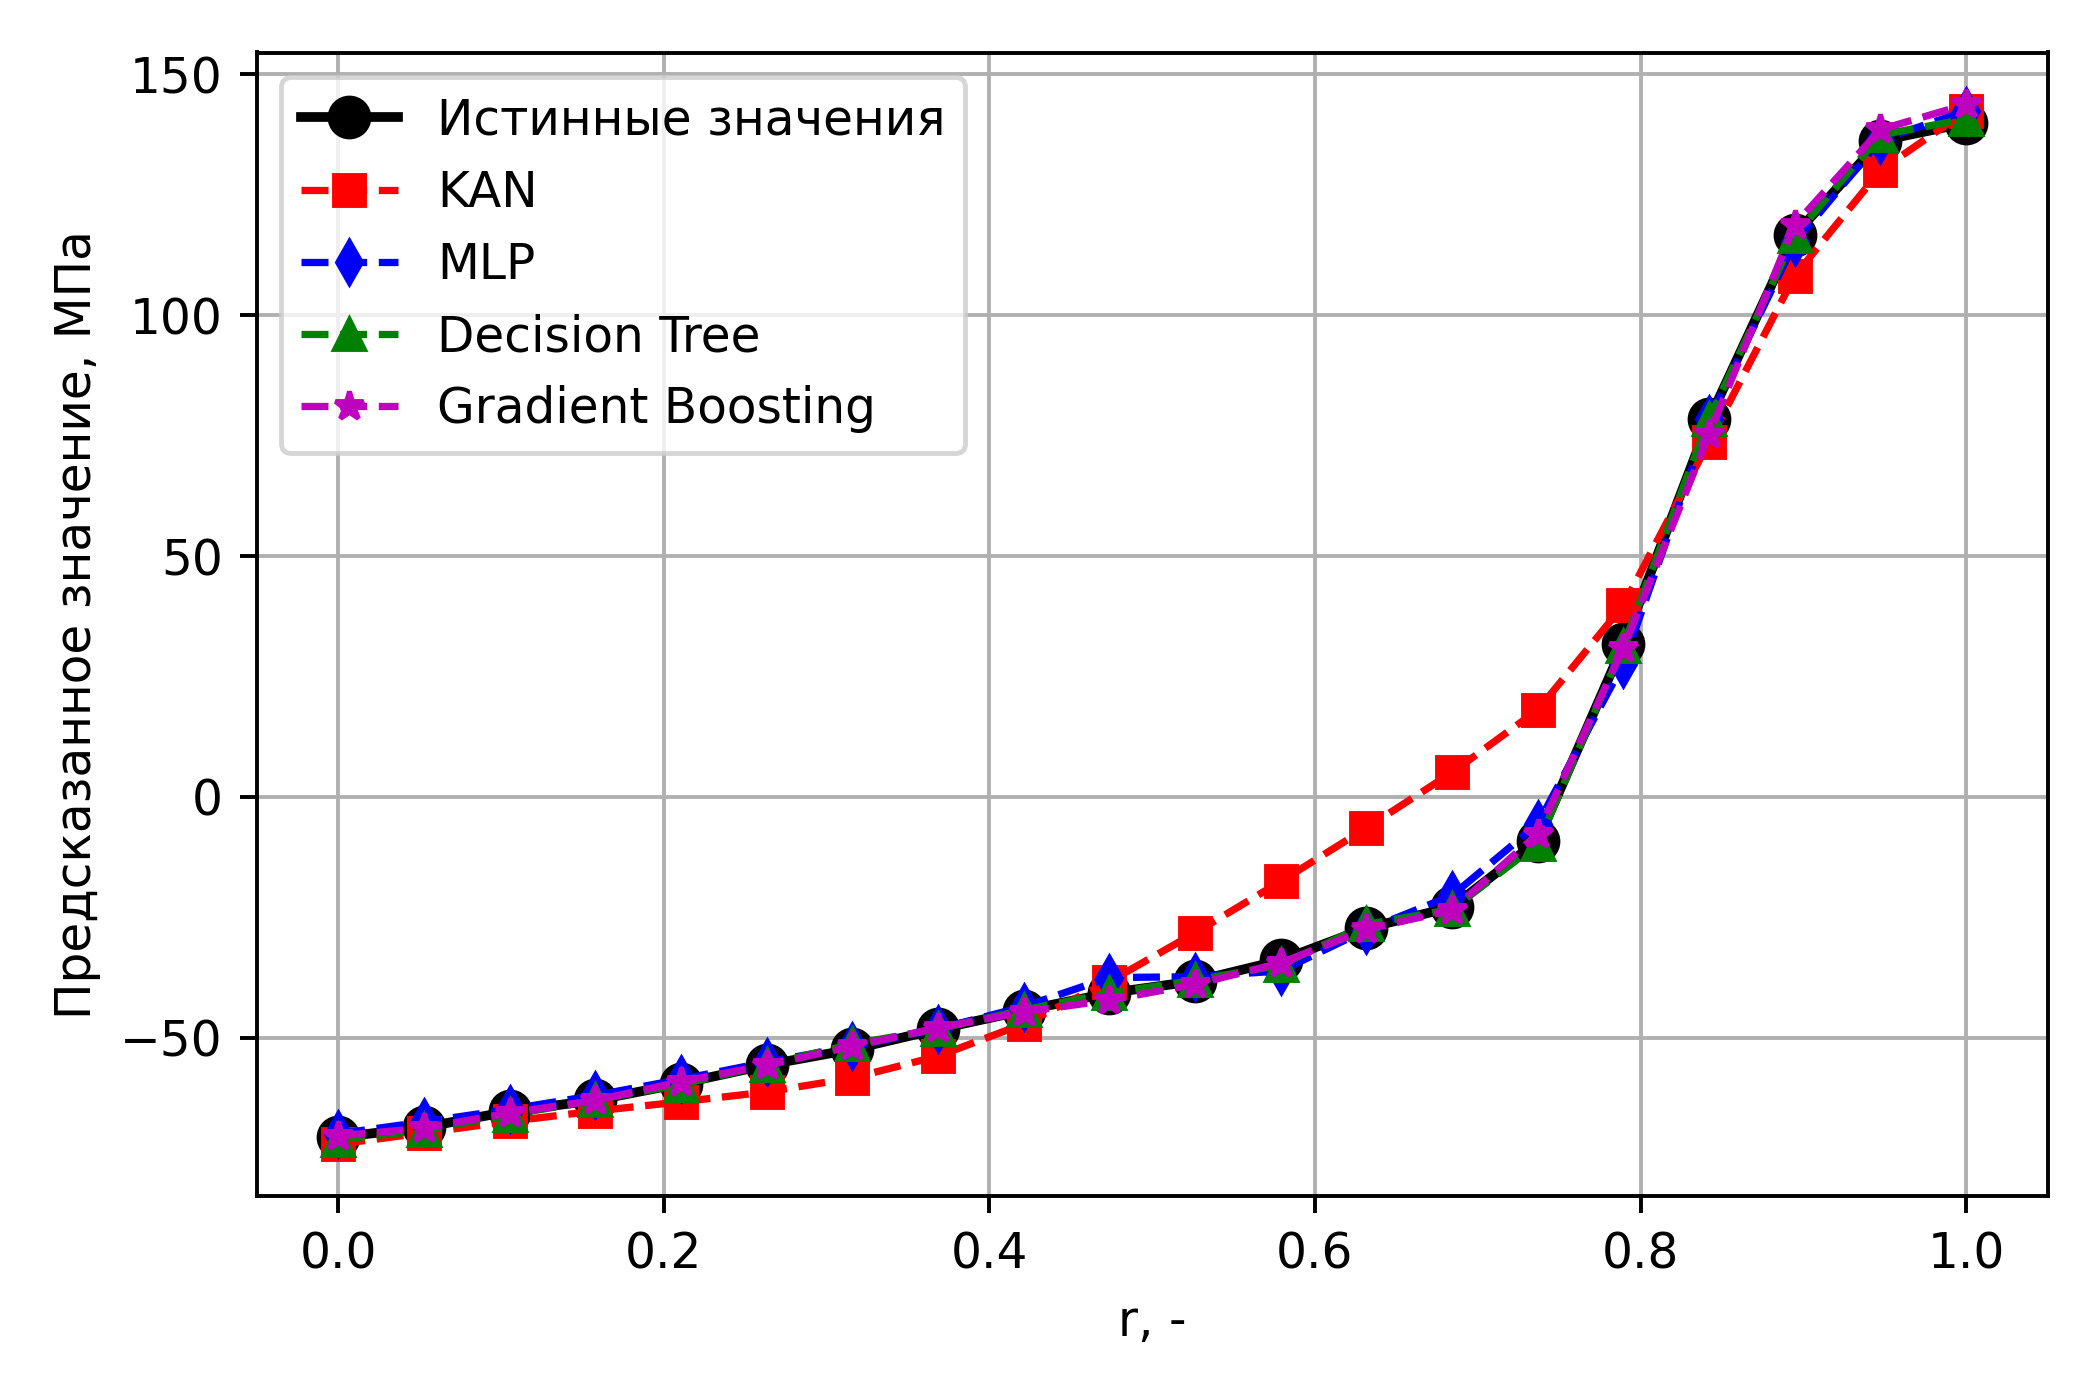 Предсказанное значение, МПа
150
100
50
0
−50
Истинные значения
KAN
MLP
Decision Tree
Gradient Boosting
0.0
0.2
0.4
0.6
0.8
1.0
r, -